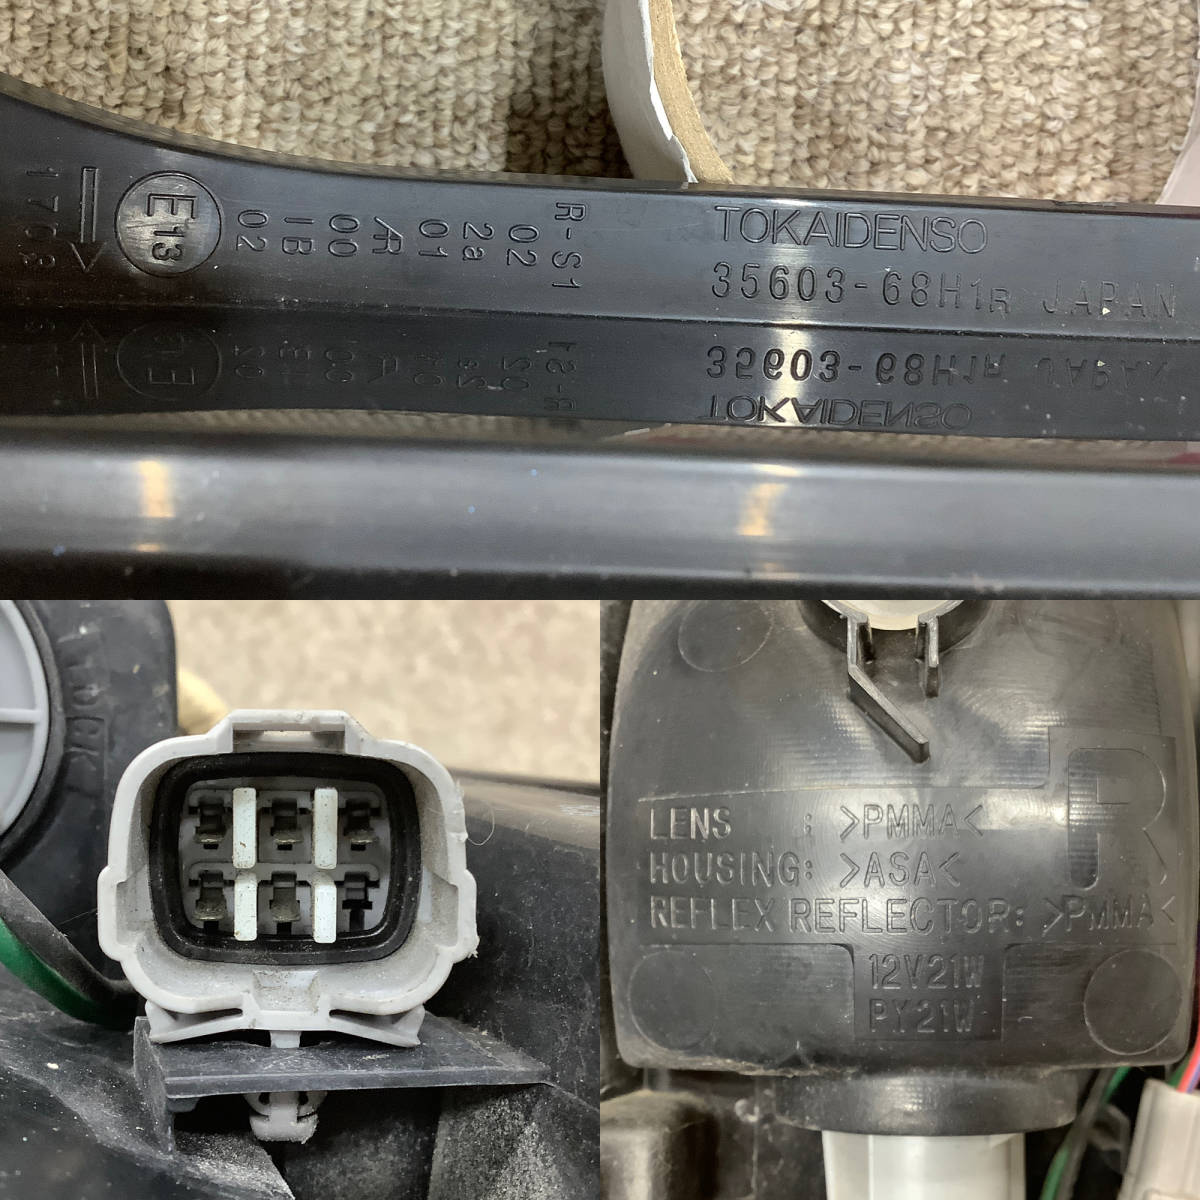 TOKAIDENSO
35603-68H1R JAPAN
E13
02
IB
00
AR
01
2a
02
R-S1
R
LENS : >PMMA<
HOUSING: >ASA<
REFLEX REFLECTOR: >PMMA<
12V21W
PY21W